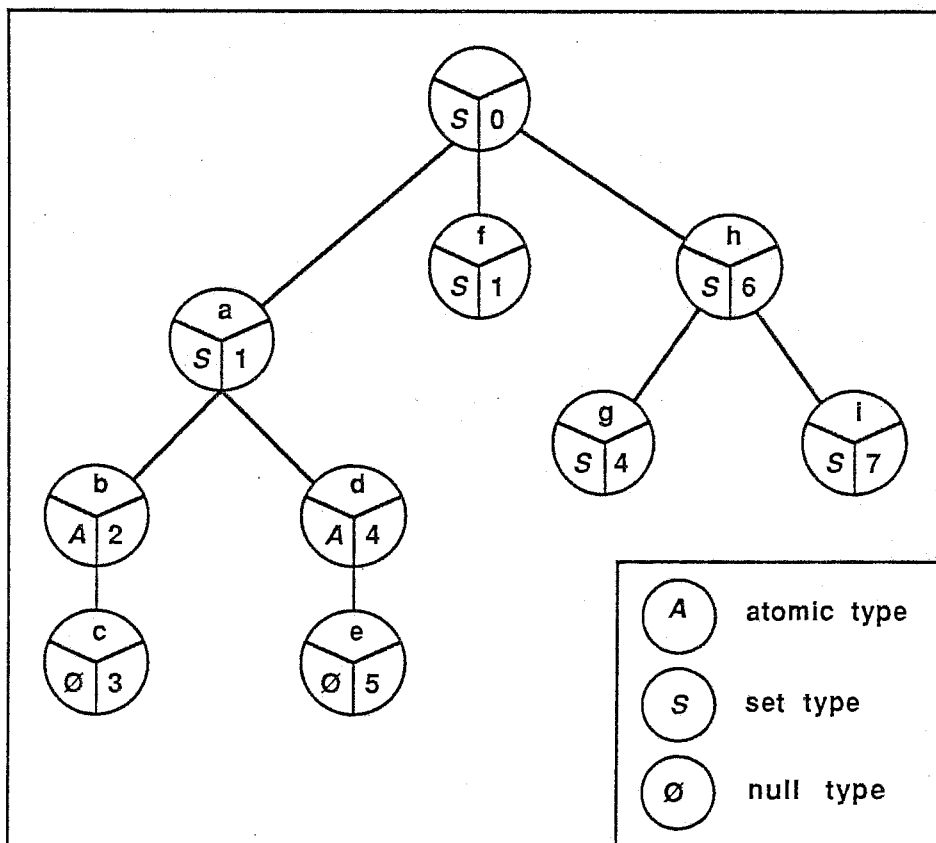 S 0
f
S 1
h
S 6
a
S 1
g
S 4
i
S 7
b
A 2
d
A 4
c
Ø 3
e
Ø 5
A atomic type
S set type
Ø null type